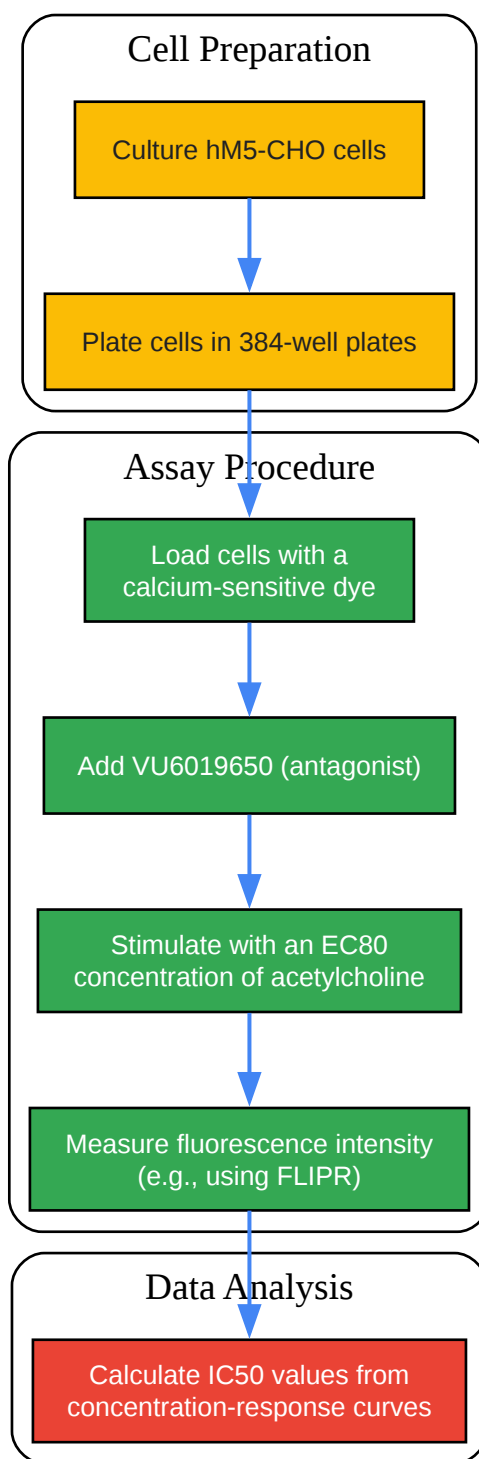 Cell Preparation
Culture hM5-CHO cells
Plate cells in 384-well plates
Assay Procedure
Load cells with a
calcium-sensitive dye
Add VU6019650 (antagonist)
Stimulate with an EC80
concentration of acetylcholine
Measure fluorescence intensity
(e.g., using FLIPR)
Data Analysis
Calculate IC50 values from
concentration-response curves